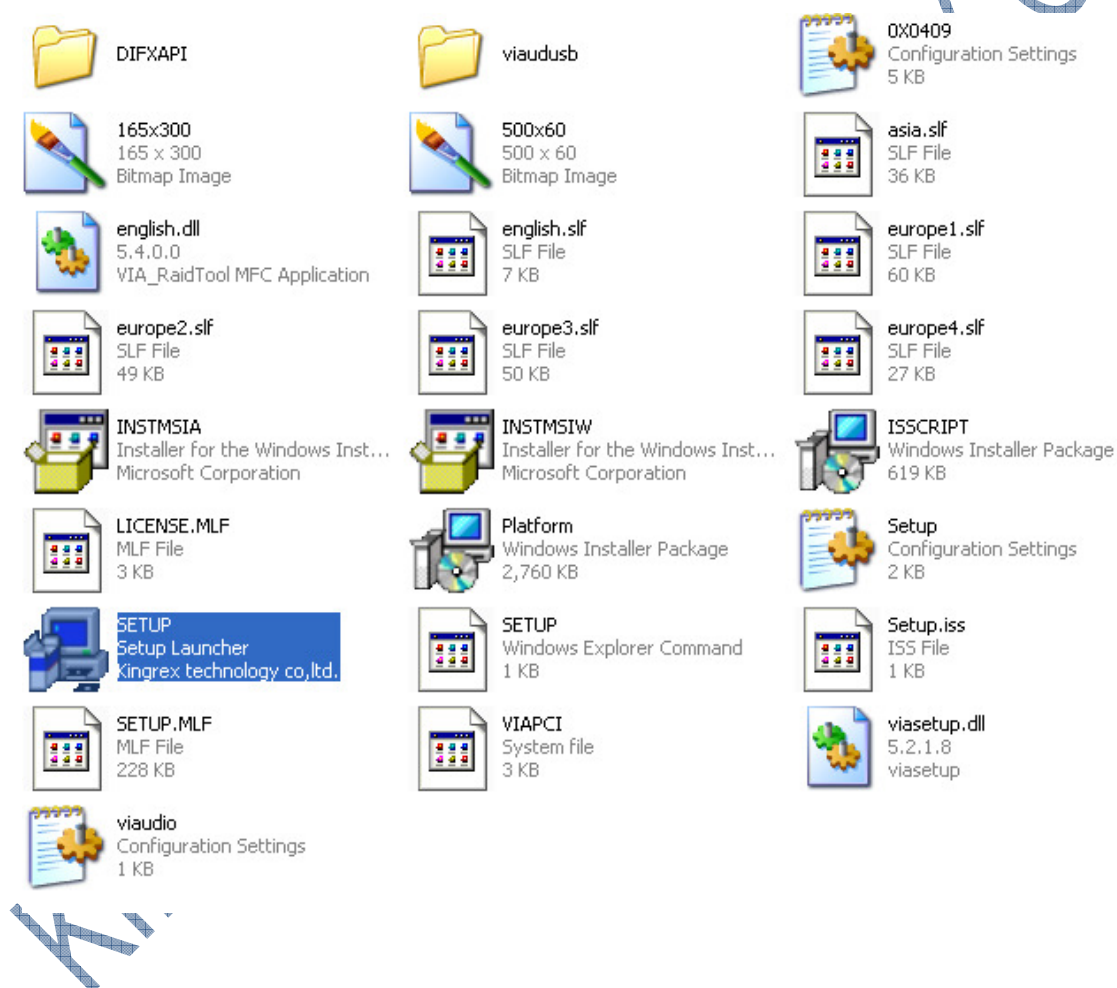 DIFXAPI
viaudusb
0X0409
Configuration Settings
5 KB
165x300
165 x 300
Bitmap Image
500x60
500 x 60
Bitmap Image
asia.slf
SLF File
36 KB
english.dll
5.4.0.0
VIA_RaidTool MFC Application
english.slf
SLF File
7 KB
europe1.slf
SLF File
60 KB
europe2.slf
SLF File
49 KB
europe3.slf
SLF File
50 KB
europe4.slf
SLF File
27 KB
INSTMSIA
Installer for the Windows Inst...
Microsoft Corporation
INSTMSIW
Installer for the Windows Inst...
Microsoft Corporation
ISSCRIPT
Windows Installer Package
619 KB
LICENSE.MLF
MLF File
3 KB
Platform
Windows Installer Package
2,760 KB
Setup
Configuration Settings
2 KB
SETUP
Setup Launcher
Kingrex technology co,ltd.
SETUP
Windows Explorer Command
1 KB
Setup.iss
ISS File
1 KB
SETUP.MLF
MLF File
228 KB
VIAPCI
System file
3 KB
viasetup.dll
5.2.1.8
viasetup
viaudio
Configuration Settings
1 KB